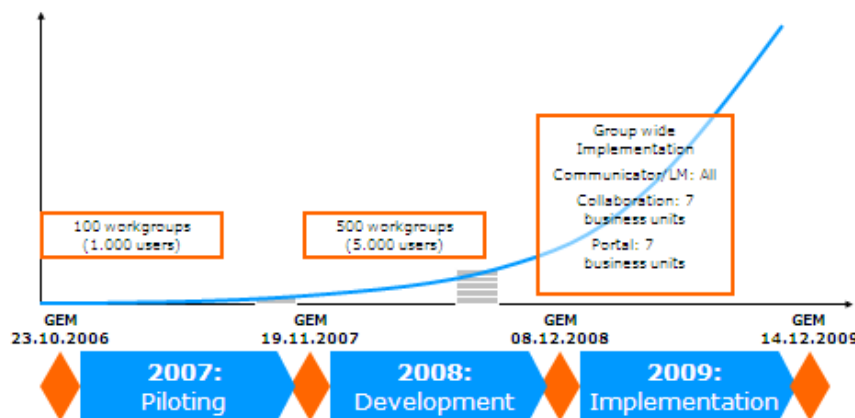 Group wide
Implementation
Communicator/LM: All
Collaboration: 7
business units
Portal: 7
business units
100 workgroups
(1.000 users)
500 workgroups
(5.000 users)
GEM
23.10.2006
GEM
19.11.2007
GEM
08.12.2008
GEM
14.12.2009
2007:
Piloting
2008:
Development
2009:
Implementation